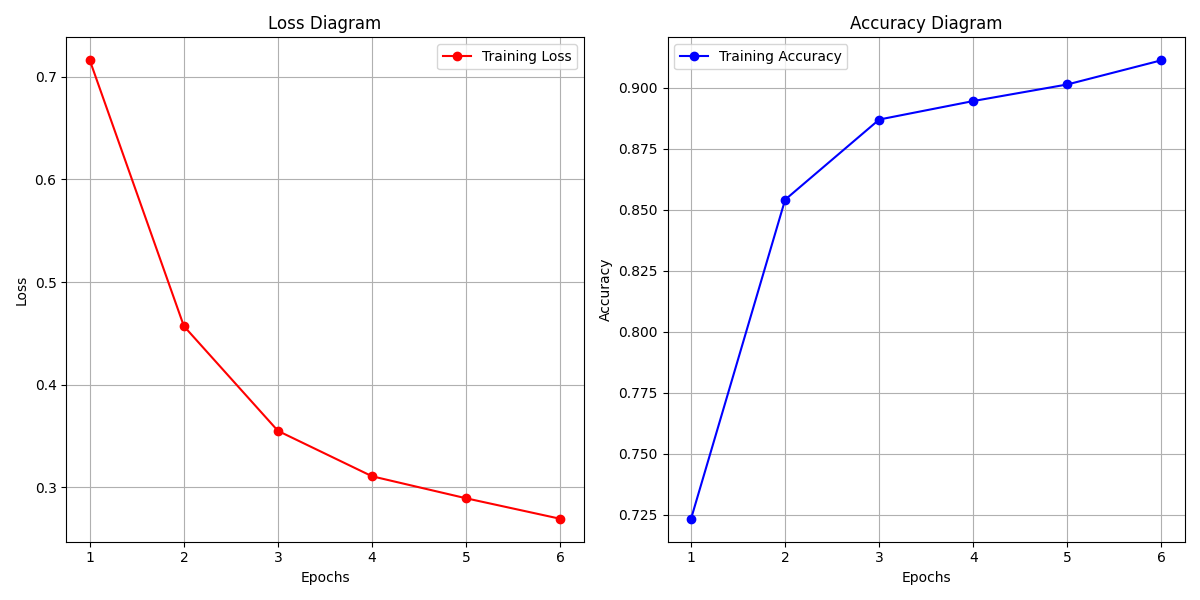 Loss Diagram
Training Loss
0.7
0.6
0.5
0.4
0.3
Loss
1 2 3 4 5 6
Epochs
Accuracy Diagram
Training Accuracy
0.900
0.875
0.850
0.825
0.800
0.775
0.750
0.725
Accuracy
1 2 3 4 5 6
Epochs